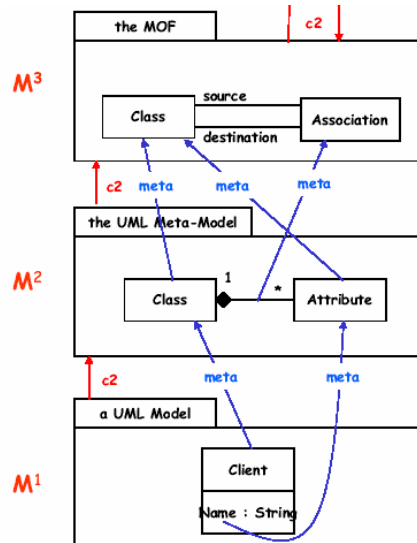 the MOF
c2
M3
source
Class
Association
destination
c2
meta
meta
meta
the UML Meta-Model
M2
1
*
Class
Attribute
c2
meta
meta
a UML Model
M1
Client
Name : String